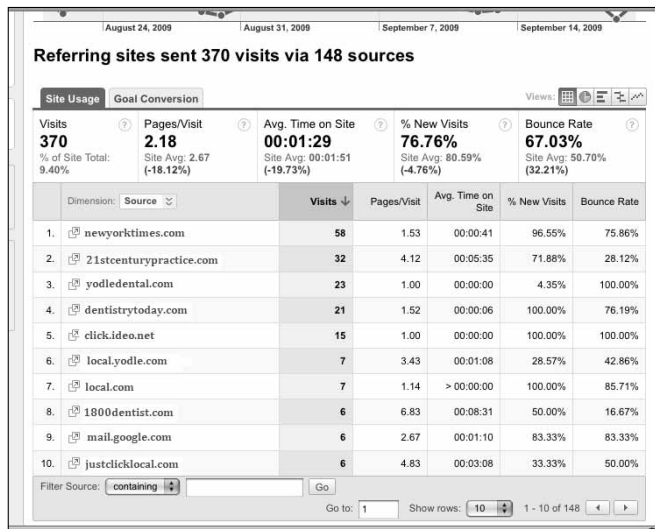 August 24, 2009 August 31, 2009 September 7, 2009 September 14, 2009
Referring sites sent 370 visits via 148 sources
Site Usage Goal Conversion Views:
Visits ? Pages/Visit ? Avg. Time on Site ? % New Visits ? Bounce Rate ?
370 2.18 00:01:29 76.76% 67.03%
% of Site Total: Site Avg: 2.67 Site Avg: 00:01:51 Site Avg: 80.59% Site Avg: 50.70%
9.40% (-18.12%) (-19.73%) (-4.76%) (32.21%)
Dimension: Source Visits ↓ Pages/Visit Avg. Time on Site % New Visits Bounce Rate
1. newyorktimes.com 58 1.53 00:00:41 96.55% 75.86%
2. 21stcenturypractice.com 32 4.12 00:05:35 71.88% 28.12%
3. yodledental.com 23 1.00 00:00:00 4.35% 100.00%
4. dentistrytoday.com 21 1.52 00:00:06 100.00% 76.19%
5. click.ideo.net 15 1.00 00:00:00 100.00% 100.00%
6. local.yodle.com 7 3.43 00:01:08 28.57% 42.86%
7. local.com 7 1.14 > 00:00:00 100.00% 85.71%
8. 1800dentist.com 6 6.83 00:08:31 50.00% 16.67%
9. mail.google.com 6 2.67 00:01:10 83.33% 83.33%
10. justclicklocal.com 6 4.83 00:03:08 33.33% 50.00%
Filter Source: containing Go
Go to: 1 Show rows: 10 1 - 10 of 148